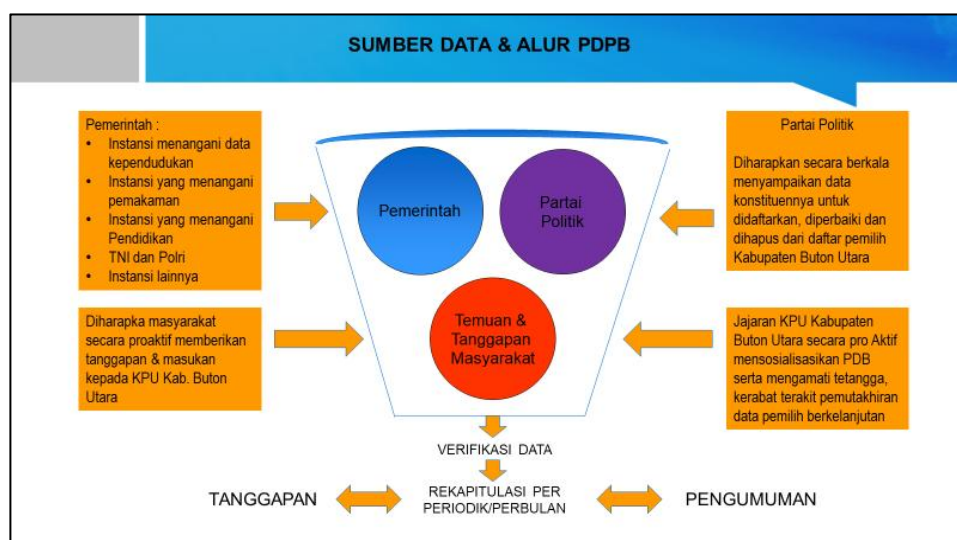 SUMBER DATA & ALUR PDPB
Pemerintah :
• Instansi menangani data
kependudukan
• Instansi yang menangani
pemakaman
• Instansi yang menangani
Pendidikan
• TNI dan Polri
• Instansi lainnya
Diharapka masyarakat
secara proaktif memberikan
tanggapan & masukan
kepada KPU Kab. Buton
Utara
Pemerintah
Partai
Politik
Temuan &
Tanggapan
Masyarakat
Partai Politik
Diharapkan secara berkala
menyampaikan data
konstituennya untuk
didaftarkan, diperbaiki dan
dihapus dari daftar pemilih
Kabupaten Buton Utara
Jajaran KPU Kabupaten
Buton Utara secara pro Aktif
mensosialisasikan PDB
serta mengamati tetangga,
kerabat terakit pemutakhiran
data pemilih berkelanjutan
VERIFIKASI DATA
TANGGAPAN
REKAPITULASI PER
PERIODIK/PERBULAN
PENGUMUMAN